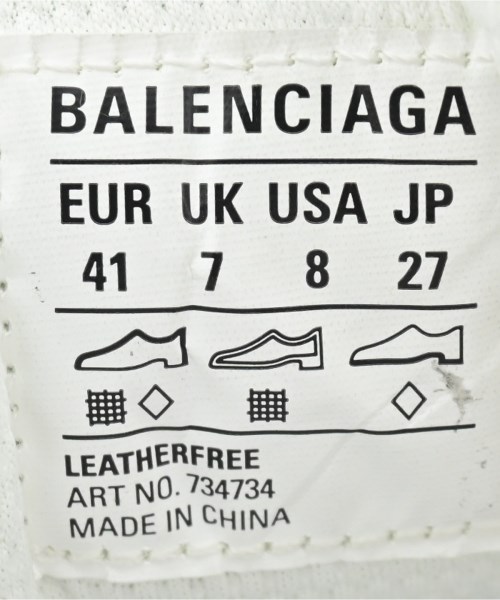 BALENCIAGA
EUR UK USA JP
41 7 8 27
LEATHERFREE
ART NO. 734734
MADE IN CHINA